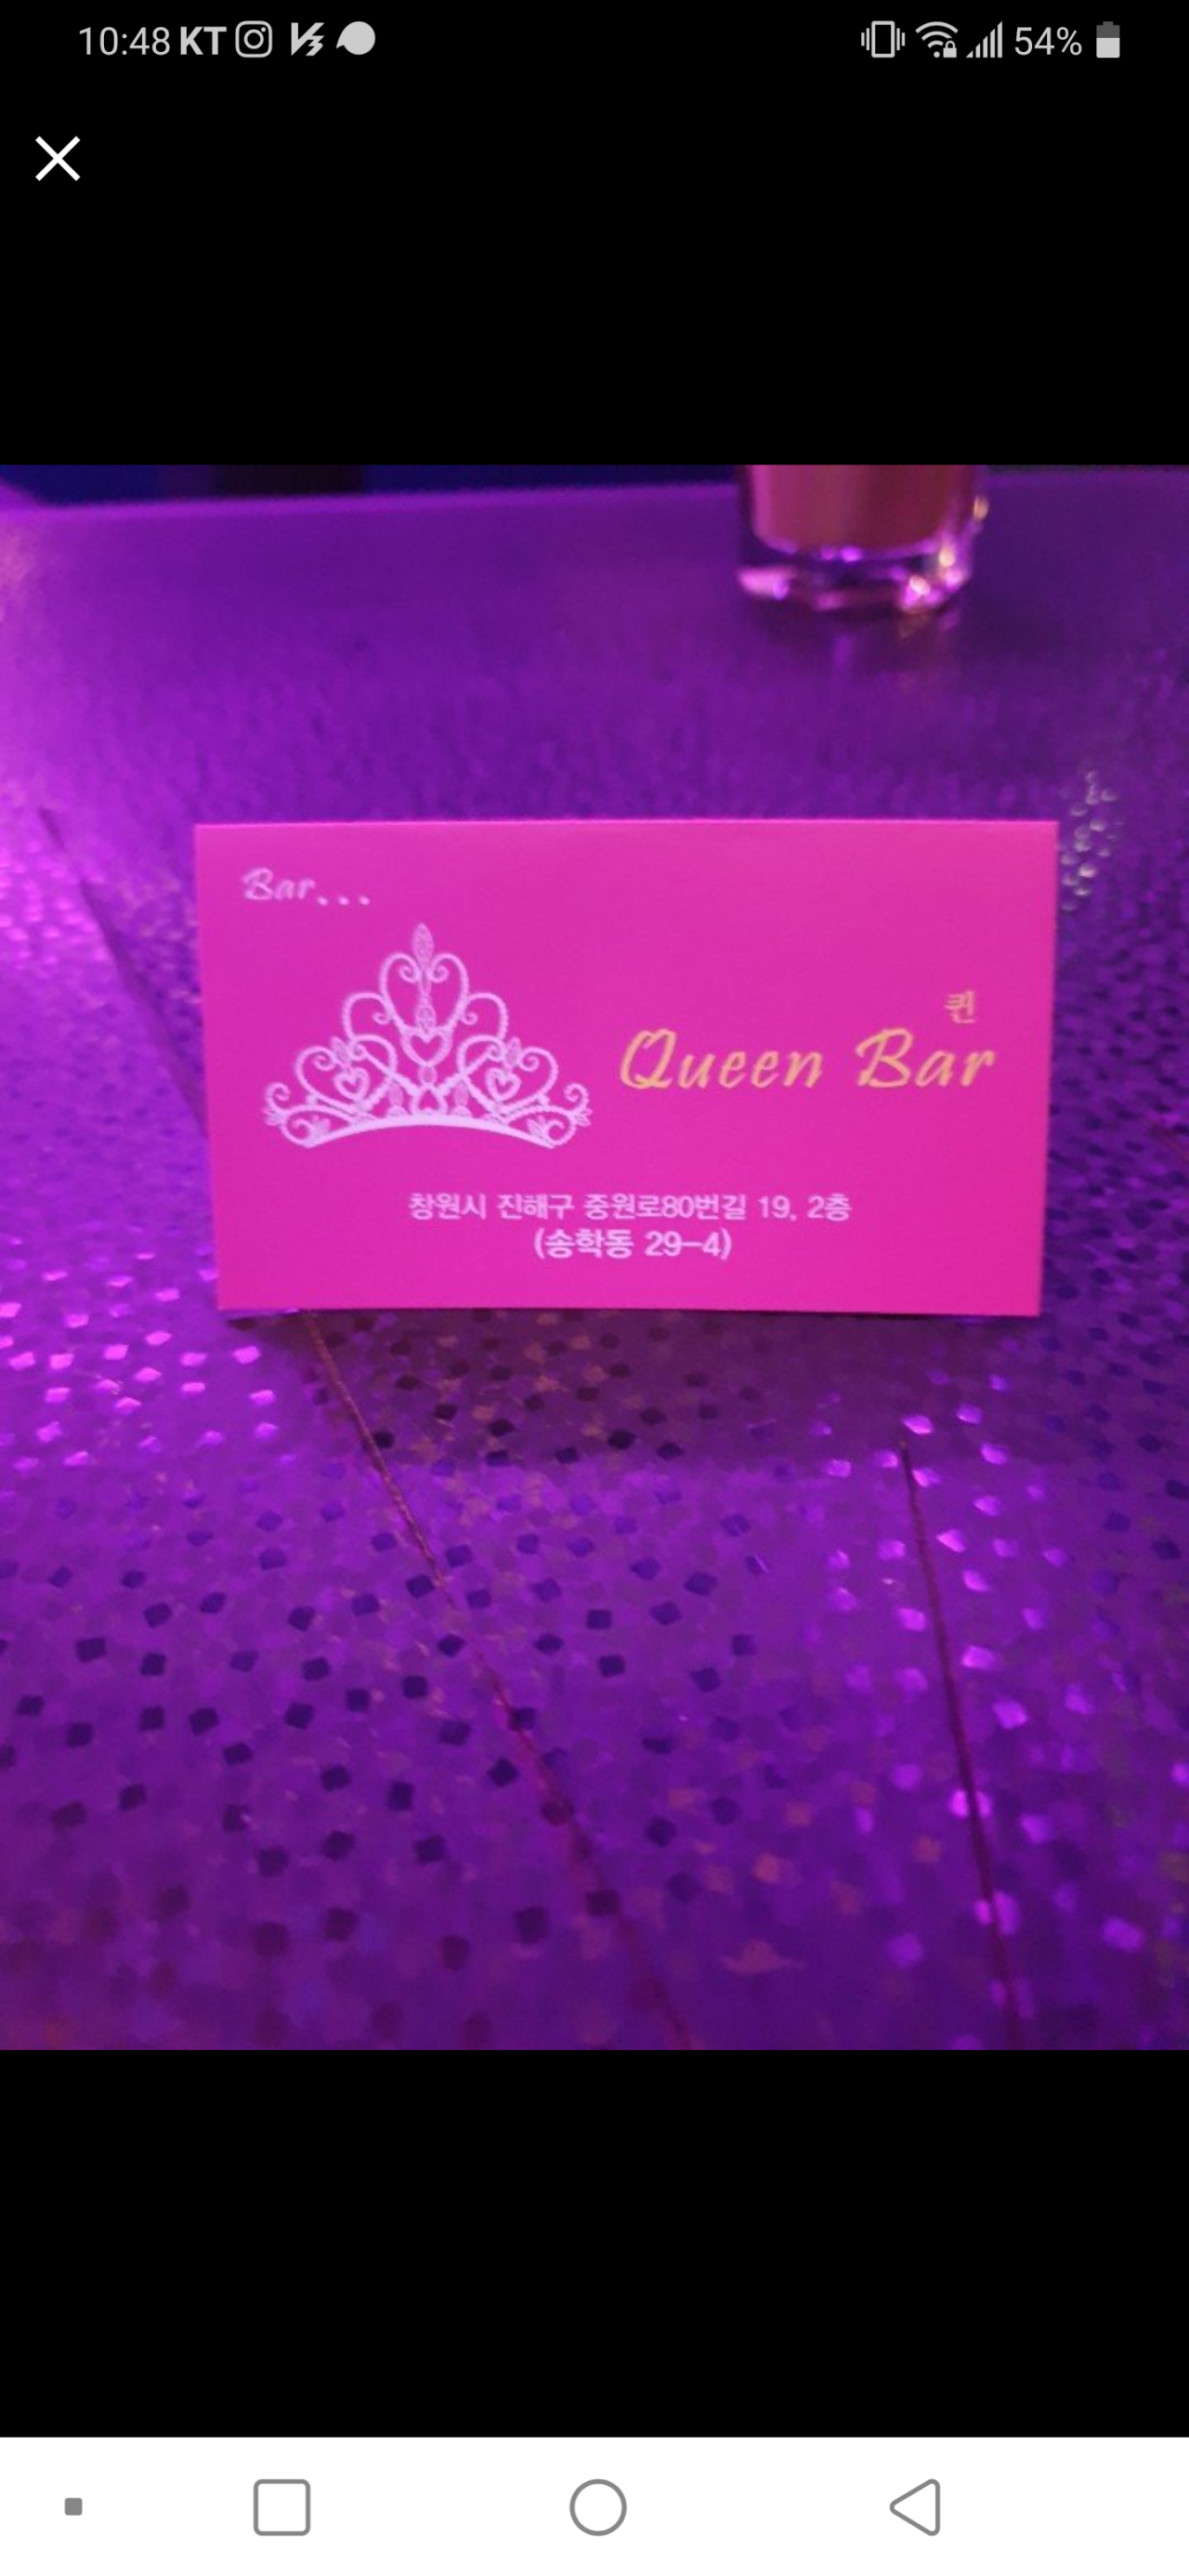 10:48 KT
54%
Bar...
퀸
Queen Bar
창원시 진해구 중원로80번길 19, 2층
(송학동 29-4)